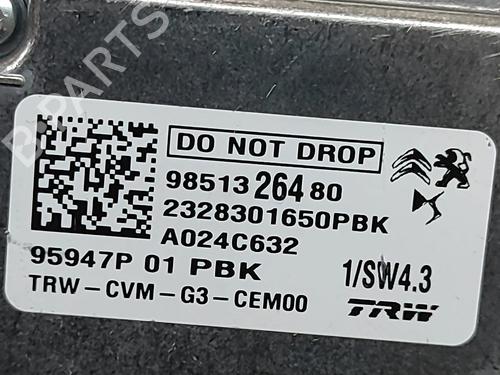 B-PARTS
DO NOT DROP
98513 264 80
2328301650PBK
A024C632
95947P 01 PBK
1/SW4.3
TRW-CVM-G3-CEM00
TRW